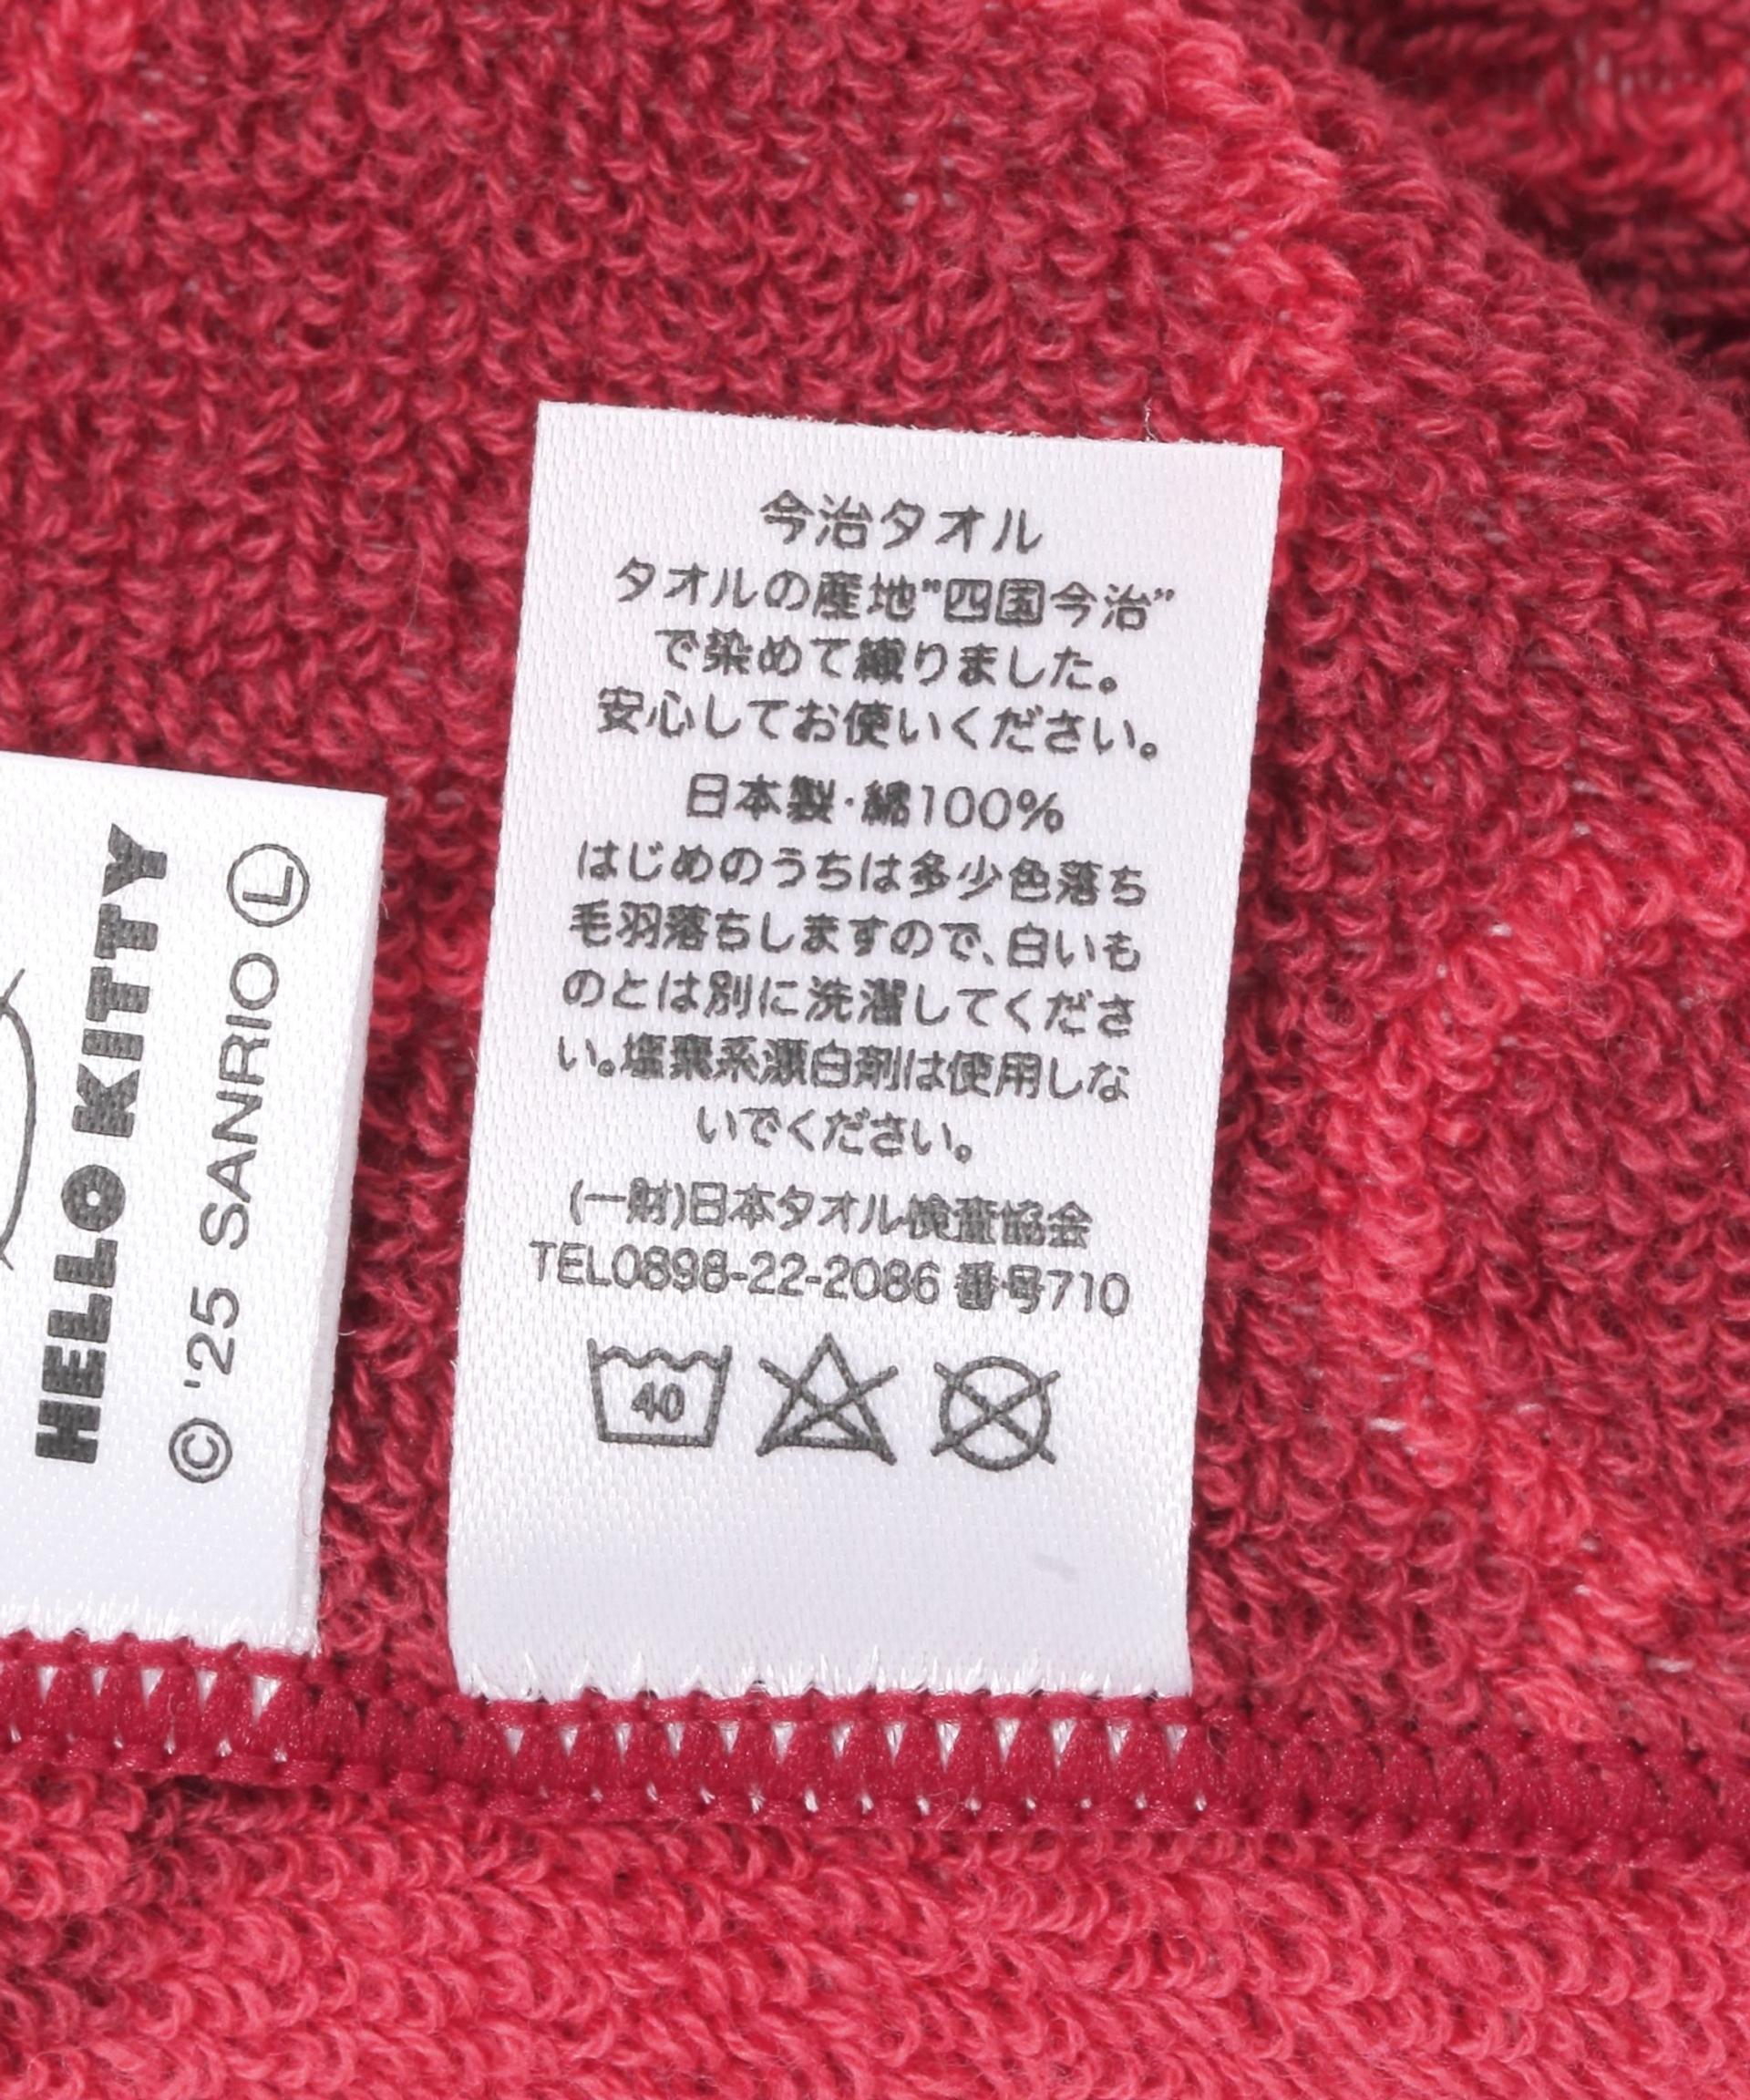 今治タオル
タオルの産地"四国今治"
で染めて織りました。
安心してお使いください。
日本製・綿100%
はじめのうちは多少色落ち
毛羽落ちしますので、白いも
のとは別に洗濯してくださ
い。塩素系漂白剤は使用しな
いでください。
(一財)日本タオル検査協会
TEL0898-22-2086 番号710
40
HELLO KITTY
© '25 SANRIO Ⓛ